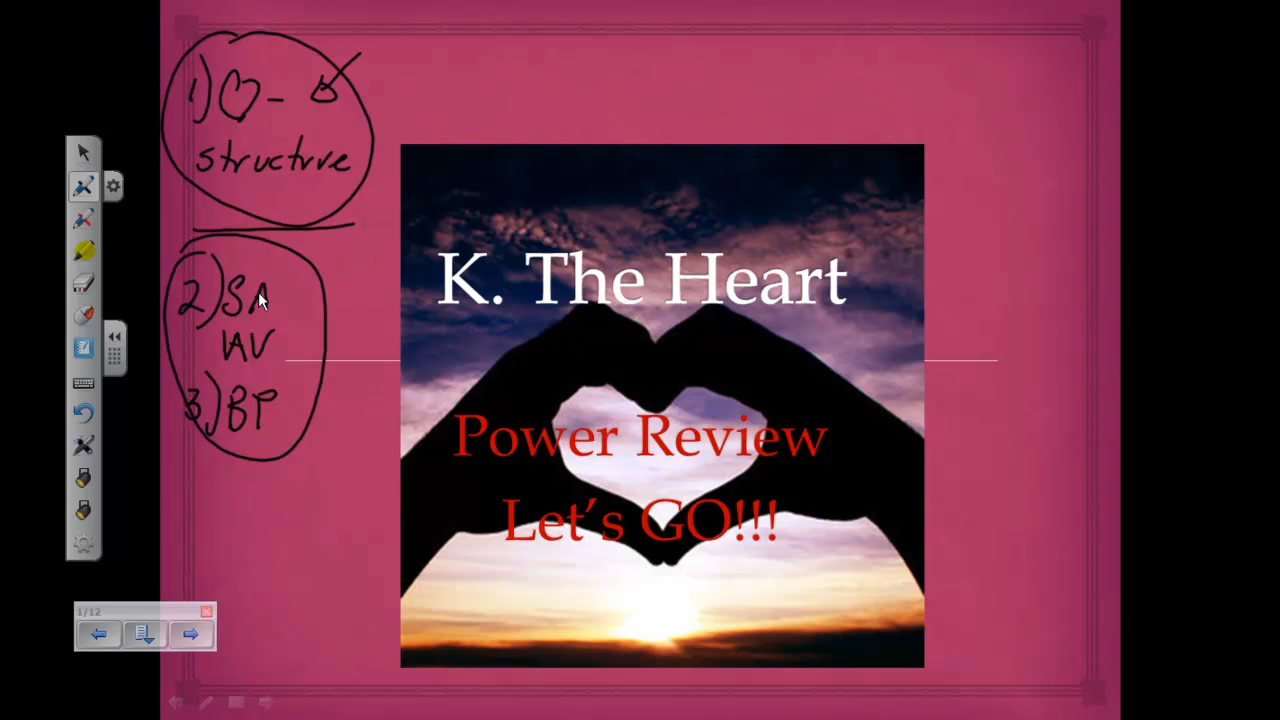 1) ♡ -
structure
2) SA
AV
3) BP
K. The Heart
Power Review
Let's GO!!!
1/12